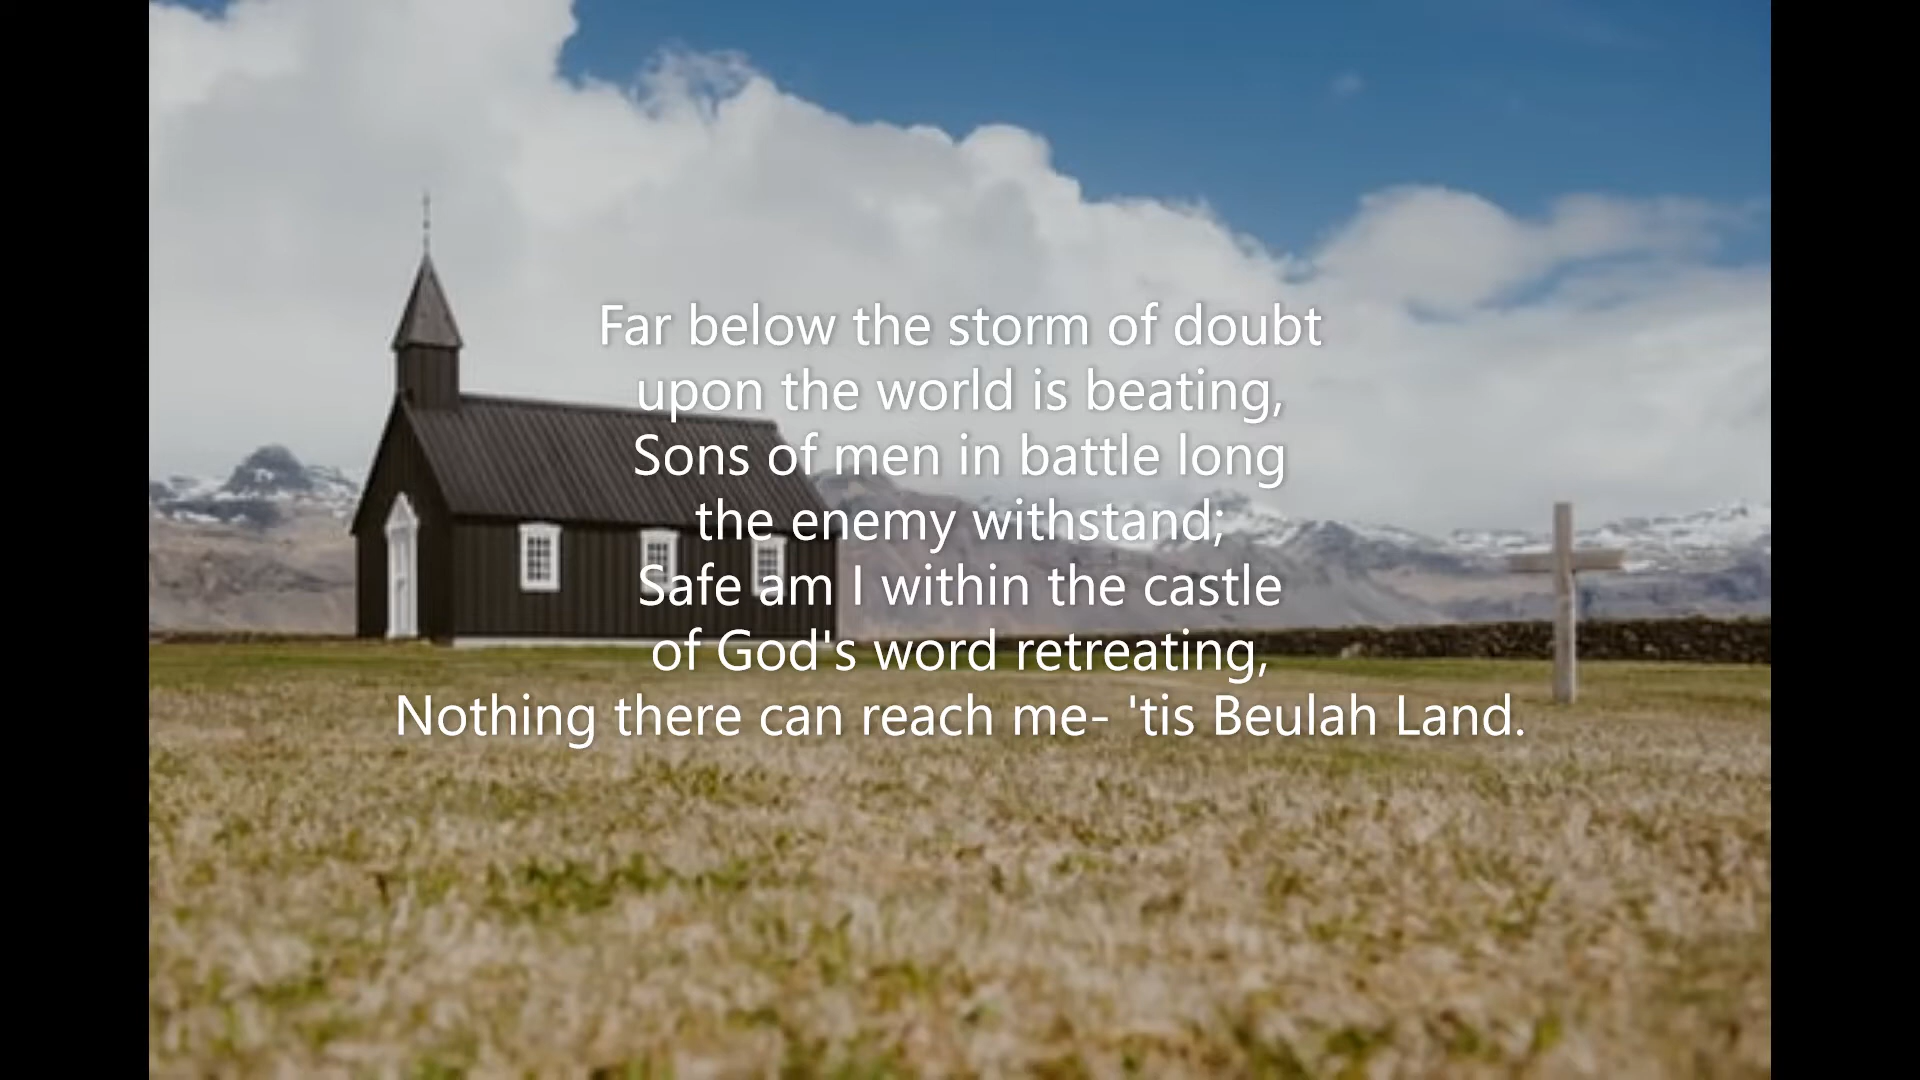 Far below the storm of doubt
upon the world is beating,
Sons of men in battle long
the enemy withstand;
Safe am I within the castle
of God's word retreating,
Nothing there can reach me- 'tis Beulah Land.